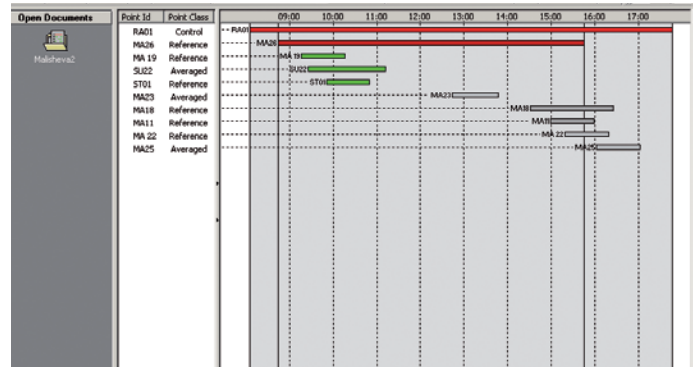 Open Documents Point Id Point Class 09:00 10:00 11:00 12:00 13:00 14:00 15:00 16:00 17:00
Malisheva2
RA01 Control RA01
MA26 Reference MA26
MA 19 Reference MA 19
SU22 Averaged SU22
ST01 Reference ST01
MA23 Averaged MA23
MA18 Reference MA18
MA11 Reference MA11
MA 22 Reference MA 22
MA25 Averaged MA25